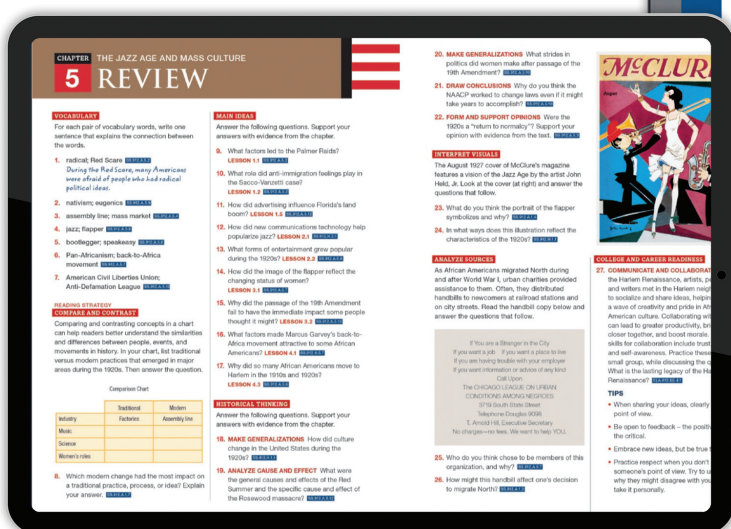 CHAPTER
5
THE JAZZ AGE AND MASS CULTURE
REVIEW
VOCABULARY
For each pair of vocabulary words, write one
sentence that explains the connection between
the words.
1. radical; Red Scare
During the Red Scare, many Americans
were afraid of people who had radical
political ideas.
2. nativism; eugenics
3. assembly line; mass market
4. jazz; flapper
5. bootlegger; speakeasy
6. Pan-Africanism; back-to-Africa
movement
7. American Civil Liberties Union;
Anti-Defamation League
READING STRATEGY
COMPARE AND CONTRAST
Comparing and contrasting concepts in a chart
can help readers better understand the similarities
and differences between people, events, and
movements in history. In your chart, list traditional
versus modern practices that emerged in major
areas during the 1920s. Then answer the question.
Comparison Chart
Traditional Modern
Industry Factories Assembly line
Music
Science
Women's roles
8. Which modern change had the most impact on
a traditional practice, process, or idea? Explain
your answer.
MAIN IDEAS
Answer the following questions. Support your
answers with evidence from the chapter.
9. What factors led to the Palmer Raids?
LESSON 1.1
10. What role did anti-immigration feelings play in
the Sacco-Vanzetti case?
LESSON 1.2
11. How did advertising influence Florida's land
boom? LESSON 1.5
12. How did new communications technology help
popularize jazz? LESSON 2.1
13. What forms of entertainment grew popular
during the 1920s? LESSON 2.2
14. How did the image of the flapper reflect the
changing status of women?
LESSON 3.1
15. Why did the passage of the 19th Amendment
fail to have the immediate impact some people
thought it might? LESSON 3.2
16. What factors made Marcus Garvey's back-to-
Africa movement attractive to some African
Americans? LESSON 4.1
17. Why did so many African Americans move to
Harlem in the 1910s and 1920s?
LESSON 4.3
HISTORICAL THINKING
Answer the following questions. Support your
answers with evidence from the chapter.
18. MAKE GENERALIZATIONS How did culture
change in the United States during the
1920s?
19. ANALYZE CAUSE AND EFFECT What were
the general causes and effects of the Red
Summer and the specific cause and effect of
the Rosewood massacre?
20. MAKE GENERALIZATIONS What strides in
politics did women make after passage of the
19th Amendment?
21. DRAW CONCLUSIONS Why do you think the
NAACP worked to change laws even if it might
take years to accomplish?
22. FORM AND SUPPORT OPINIONS Were the
1920s a "return to normalcy"? Support your
opinion with evidence from the text.
INTERPRET VISUALS
The August 1927 cover of McClure's magazine
features a vision of the Jazz Age by the artist John
Held, Jr. Look at the cover (at right) and answer the
questions that follow.
23. What do you think the portrait of the flapper
symbolizes and why?
24. In what ways does this illustration reflect the
characteristics of the 1920s?
ANALYZE SOURCES
As African Americans migrated North during
and after World War I, urban charities provided
assistance to them. Often, they distributed
handbills to newcomers at railroad stations and
on city streets. Read the handbill copy below and
answer the questions that follow.
If You are a Stranger in the City
If you want a job If you want a place to live
If you are having trouble with your employer
If you want information or advice of any kind
Call Upon
The CHICAGO LEAGUE ON URBAN
CONDITIONS AMONG NEGROES
3719 South State Street
Telephone Douglas 9098
T. Arnold Hill, Executive Secretary
No charges—no fees. We want to help YOU.
25. Who do you think chose to be members of this
organization, and why?
26. How might this handbill affect one's decision
to migrate North?
McCLUR
August
COLLEGE AND CAREER READINESS
27. COMMUNICATE AND COLLABORAT
the Harlem Renaissance, artists, p
and writers met in the Harlem neig
to socialize and share ideas, helpin
a wave of creativity and pride in Afr
American culture. Collaborating wit
can lead to greater productivity, bri
closer together, and boost morale.
skills for collaboration include trust
and self-awareness. Practice these
small group, while discussing the q
What is the lasting legacy of the Ha
Renaissance?
TIPS
• When sharing your ideas, clearly
point of view.
• Be open to feedback – the positiv
the critical.
• Embrace new ideas, but be true t
• Practice respect when you don't
someone's point of view. Try to u
why they might disagree with you
take it personally.